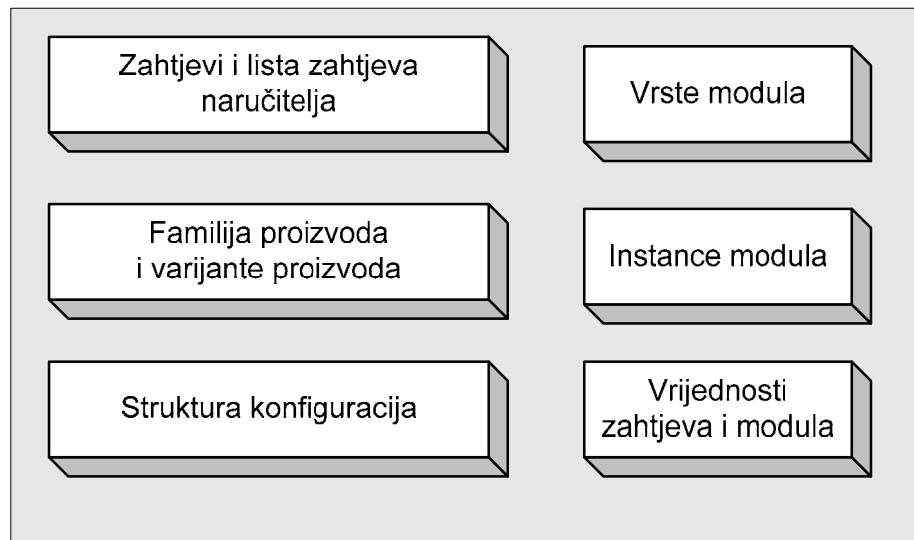 Zahtjevi i lista zahtjeva
naručitelja
Vrste modula
Familija proizvoda
i varijante proizvoda
Instance modula
Struktura konfiguracija
Vrijednosti
zahtjeva i modula